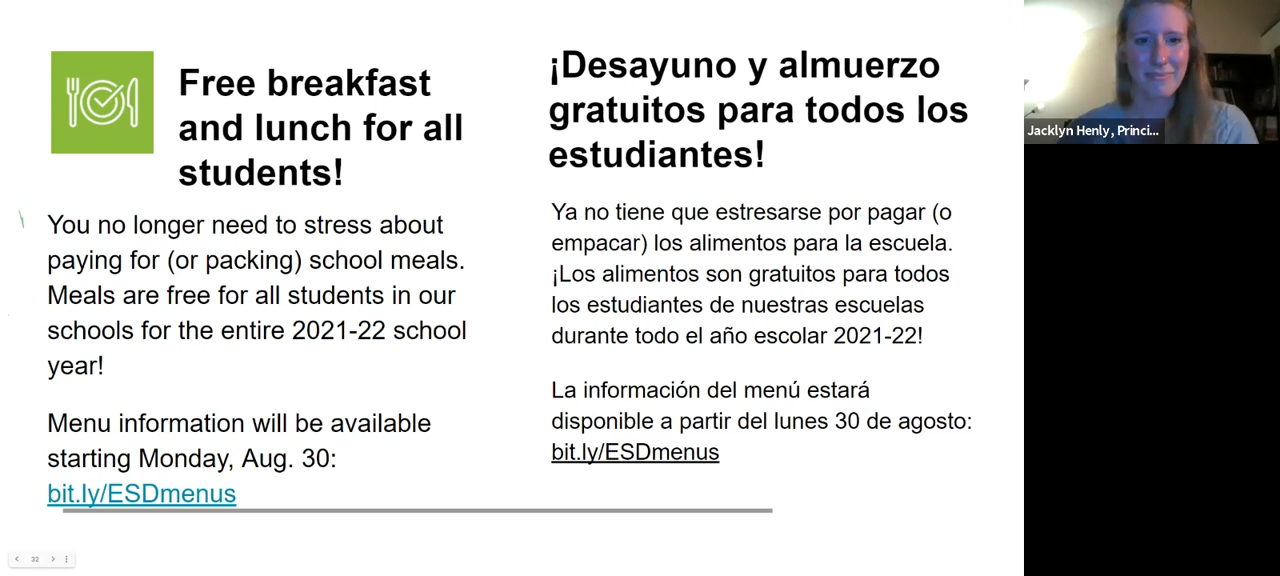 Free breakfast
and lunch for all
students!
You no longer need to stress about
paying for (or packing) school meals.
Meals are free for all students in our
schools for the entire 2021-22 school
year!
Menu information will be available
starting Monday, Aug. 30:
bit.ly/ESDmenus
¡Desayuno y almuerzo
gratuitos para todos los
estudiantes!
Ya no tiene que estresarse por pagar (o
empacar) los alimentos para la escuela.
¡Los alimentos son gratuitos para todos
los estudiantes de nuestras escuelas
durante todo el año escolar 2021-22!
La información del menú estará
disponible a partir del lunes 30 de agosto:
bit.ly/ESDmenus
Jacklyn Henly, Princi...
32